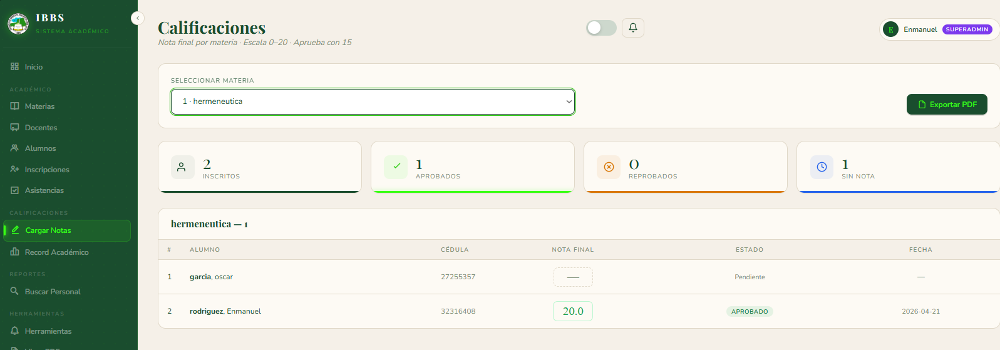 IBBS
SISTEMA ACADÉMICO
Inicio
ACADÉMICO
Materias
Docentes
Alumnos
Inscripciones
Asistencias
CALIFICACIONES
Cargar Notas
Record Académico
REPORTES
Buscar Personal
HERRAMIENTAS
Herramientas
Calificaciones
Nota final por materia · Escala 0–20 · Aprueba con 15
E Enmanuel SUPERADMIN
SELECCIONAR MATERIA
1 · hermeneutica
Exportar PDF
2
INSCRITOS
1
APROBADOS
0
REPROBADOS
1
SIN NOTA
hermeneutica — 1
# ALUMNO CÉDULA NOTA FINAL ESTADO FECHA
1 garcia, oscar 27255357 — Pendiente —
2 rodriguez, Enmanuel 32316408 20.0 APROBADO 2026-04-21